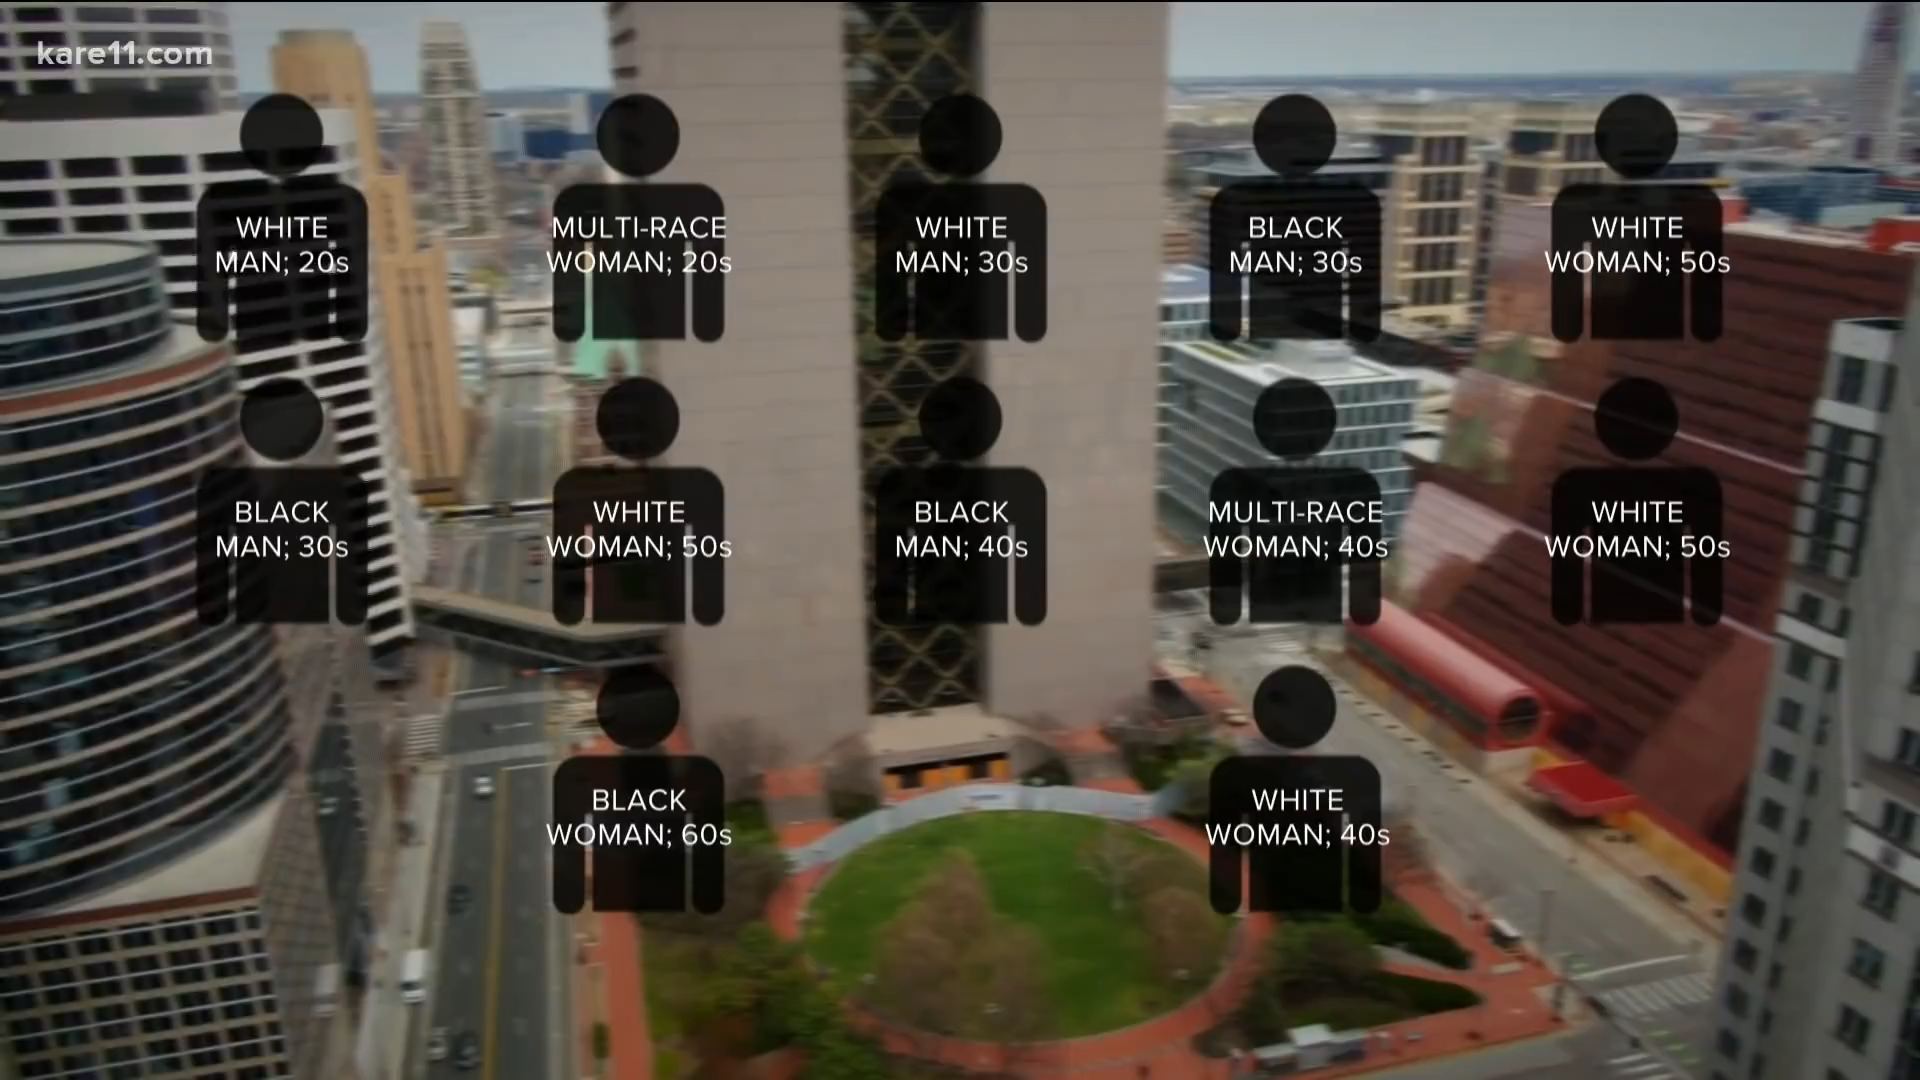 kare11.com
WHITE
MAN; 20s
MULTI-RACE
WOMAN; 20s
WHITE
MAN; 30s
BLACK
MAN; 30s
WHITE
WOMAN; 50s
BLACK
MAN; 30s
WHITE
WOMAN; 50s
BLACK
MAN; 40s
MULTI-RACE
WOMAN; 40s
WHITE
WOMAN; 50s
BLACK
WOMAN; 60s
WHITE
WOMAN; 40s